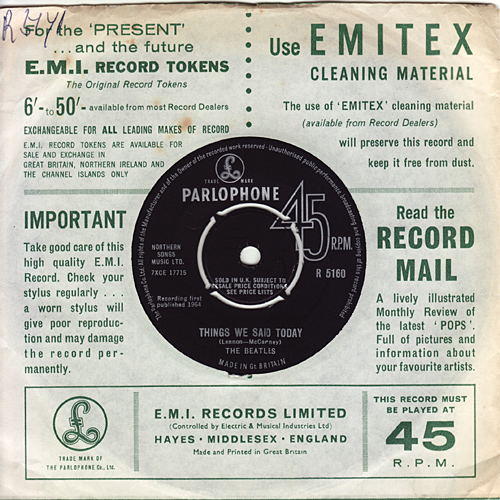 For the 'PRESENT'
...and the future
E.M.I. RECORD TOKENS
The Original Record Tokens
6/- to 50/- available from most Record Dealers
EXCHANGEABLE FOR ALL LEADING MAKES OF RECORD
E.M.I. RECORD TOKENS ARE AVAILABLE FOR
SALE AND EXCHANGE IN
GREAT BRITAIN, NORTHERN IRELAND AND
THE CHANNEL ISLANDS ONLY
Use EMITEX
CLEANING MATERIAL
The use of 'EMITEX' cleaning material
(available from Record Dealers)
will preserve this record and
keep it free from dust.
IMPORTANT
Take good care of this
high quality E.M.I.
Record. Check your
stylus regularly . . .
a worn stylus will
give poor reproduc-
tion and may damage
the record per-
manently.
TRADE MARK
PARLOPHONE
45
R.P.M.
NORTHERN
SONGS
MUSIC LTD.
7XCE 17715
R 5160
SOLD IN U.K. SUBJECT TO
RESALE PRICE CONDITIONS,
SEE PRICE LISTS
Recording first
published 1964
THINGS WE SAID TODAY
(Lennon-McCartney)
THE BEATLES
MADE IN GT. BRITAIN
Read the
RECORD
MAIL
A lively illustrated
Monthly Review of
the latest 'POPS'.
Full of pictures and
information about
your favourite artists.
TRADE MARK OF
THE PARLOPHONE Co. Ltd.
E.M.I. RECORDS LIMITED
(Controlled by Electric & Musical Industries Ltd)
HAYES · MIDDLESEX · ENGLAND
Made and Printed in Great Britain
THIS RECORD MUST
BE PLAYED AT
45
R.P.M.